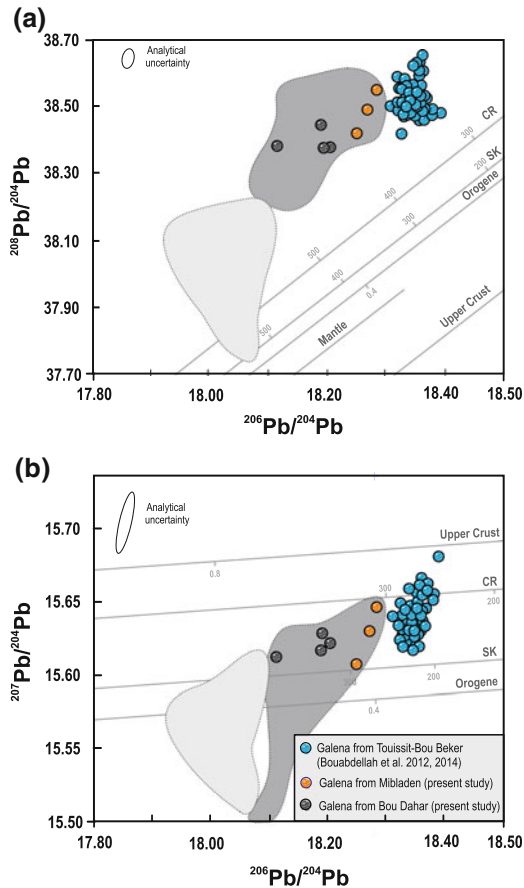 (a)
38.70
38.50
38.30
38.10
37.90
37.70
208Pb/204Pb
Analytical
uncertainty
CR
300
SK
200
Orogene
400
300
500
400
0.4
500
Mantle
Upper Crust
17.80
18.00
18.20
18.40
18.50
206Pb/204Pb
(b)
15.70
15.65
15.60
15.55
15.50
207Pb/204Pb
Analytical
uncertainty
Upper Crust
0.8
CR
300
200
SK
300
200
Orogene
0.4
Galena from Touissit-Bou Beker
(Bouabdellah et al. 2012, 2014)
Galena from Mibladen (present study)
Galena from Bou Dahar (present study)
17.80
18.00
18.20
18.40
18.50
206Pb/204Pb